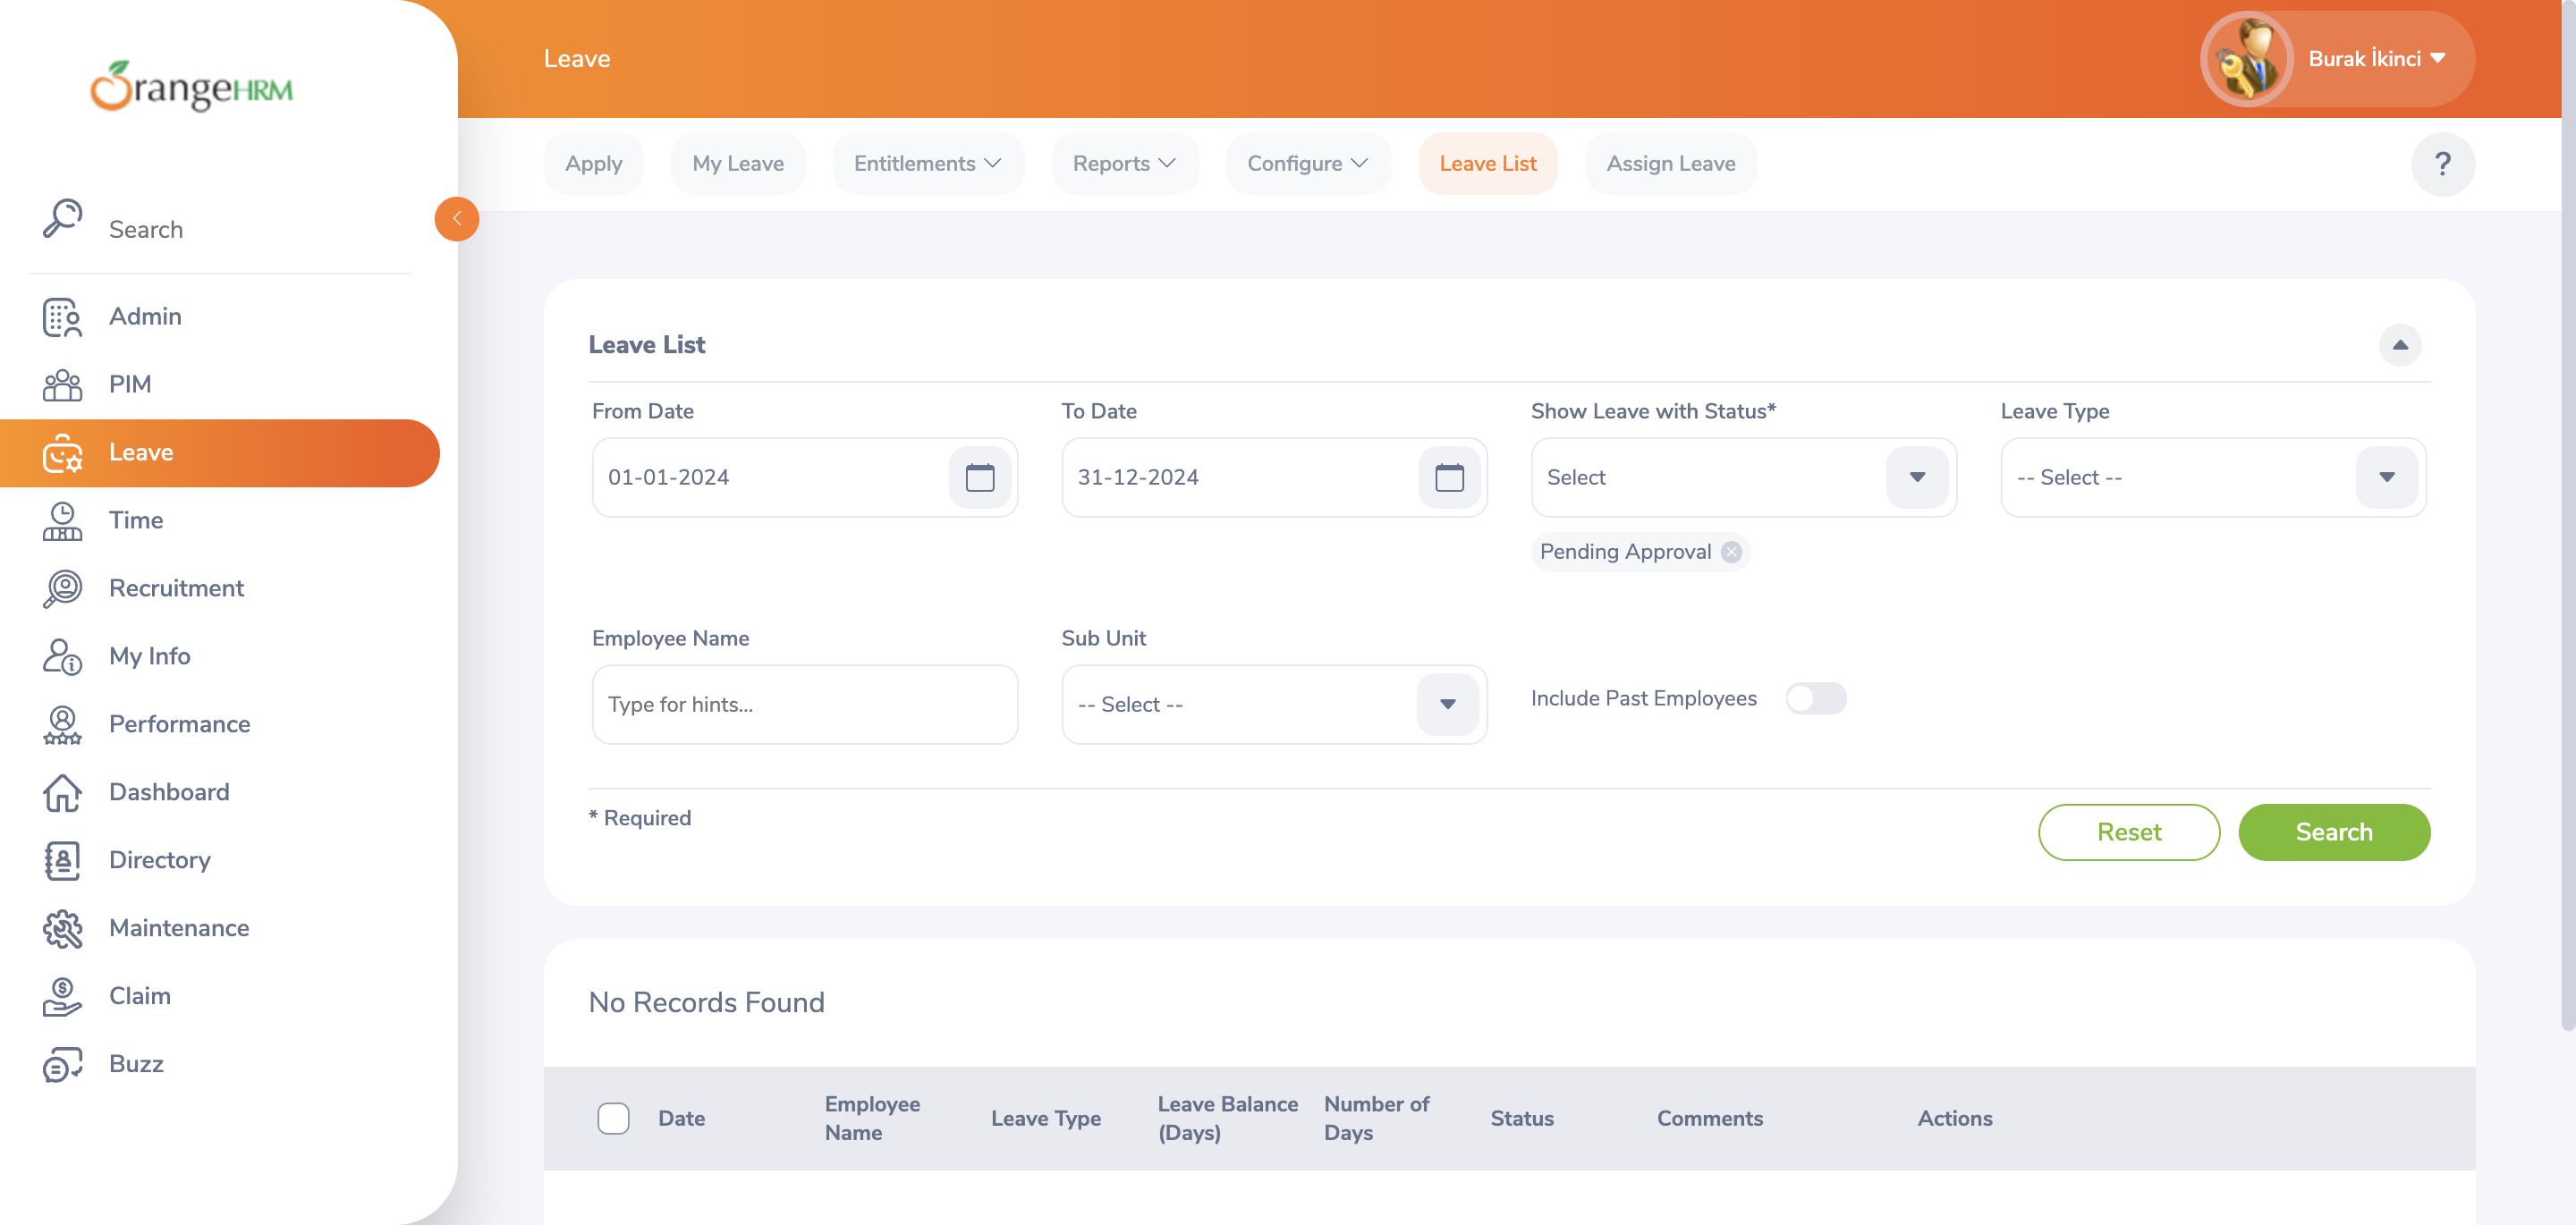 OrangeHRM
Search
Admin
PIM
Leave
Time
Recruitment
My Info
Performance
Dashboard
Directory
Maintenance
Claim
Buzz
Leave
Burak İkinci
Apply
My Leave
Entitlements
Reports
Configure
Leave List
Assign Leave
?
Leave List
From Date
To Date
Show Leave with Status*
Leave Type
01-01-2024
31-12-2024
Select
-- Select --
Pending Approval
Employee Name
Sub Unit
Type for hints...
-- Select --
Include Past Employees
* Required
Reset
Search
No Records Found
Date
Employee
Name
Leave Type
Leave Balance
(Days)
Number of
Days
Status
Comments
Actions